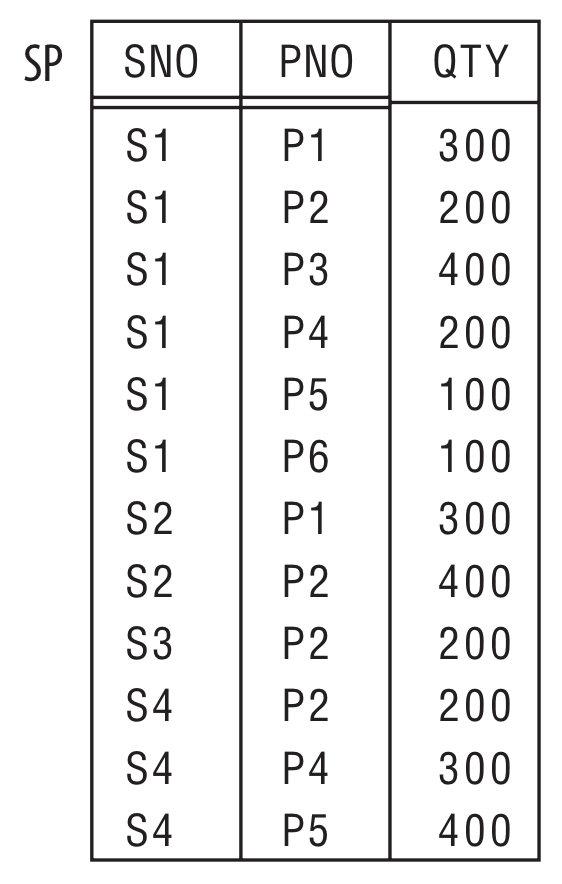 SP SNO PNO QTY
S1 P1 300
S1 P2 200
S1 P3 400
S1 P4 200
S1 P5 100
S1 P6 100
S2 P1 300
S2 P2 400
S3 P2 200
S4 P2 200
S4 P4 300
S4 P5 400